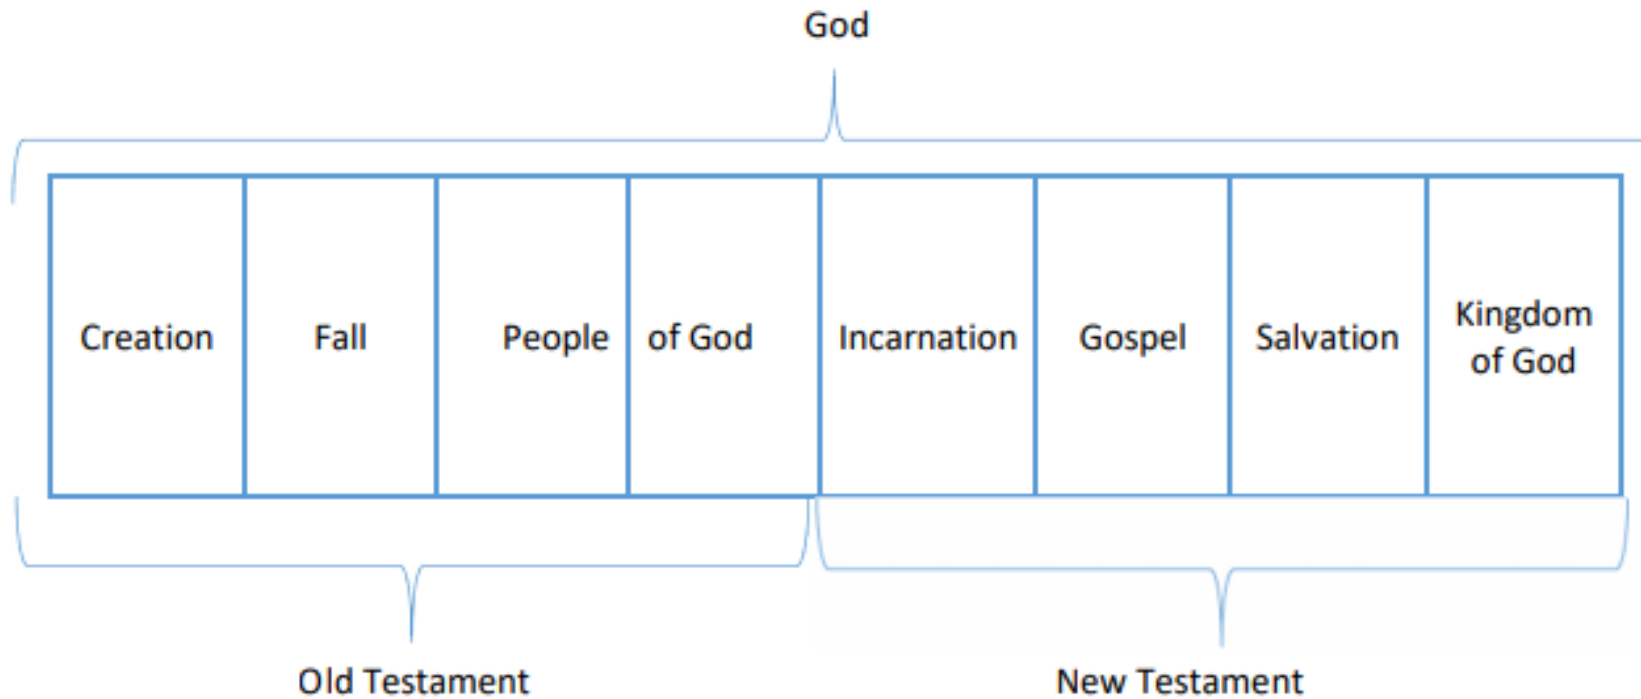 God
Creation
Fall
People of God
Incarnation
Gospel
Salvation
Kingdom
of God
Old Testament
New Testament